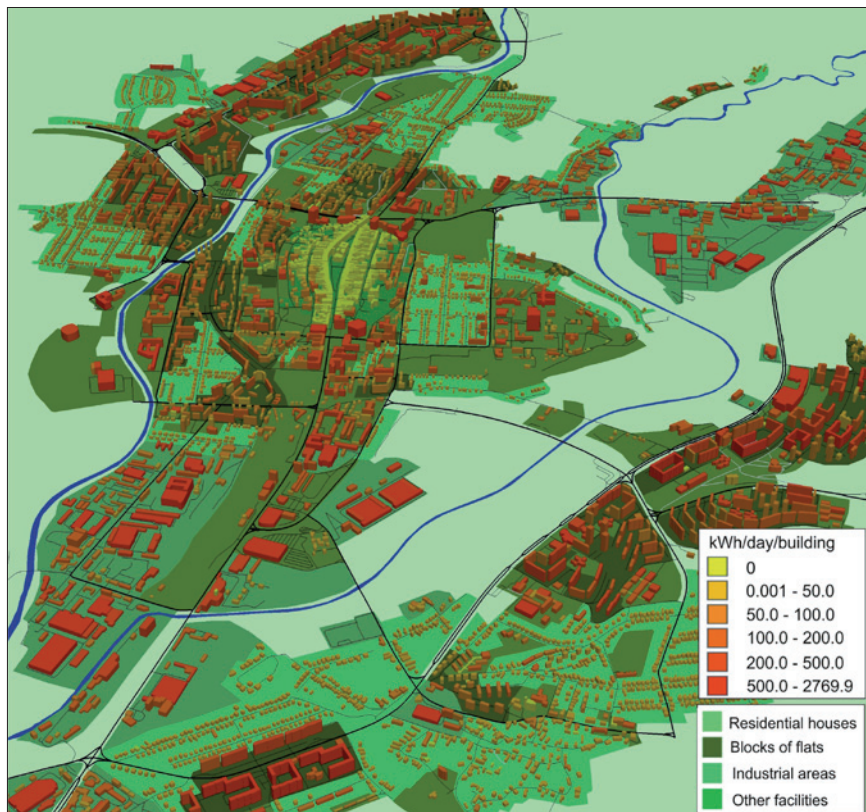 kWh/day/building
0
0.001 - 50.0
50.0 - 100.0
100.0 - 200.0
200.0 - 500.0
500.0 - 2769.9
Residential houses
Blocks of flats
Industrial areas
Other facilities